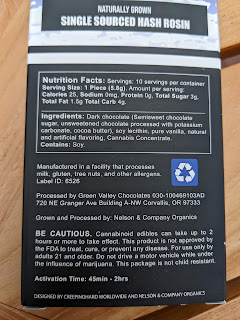 NATURALLY GROWN
SINGLE SOURCED HASH ROSIN
Nutrition Facts: Servings: 10 servings per container
Serving Size: 1 Piece (5.8g), Amount per serving:
Calories 25, Sodium 0mg, Protein 0g, Total Sugar 3g,
Total Fat 1.5g Total Carb 4g.
Ingredients: Dark chocolate (Semisweet chocolate
sugar, unsweetened chocolate processed with potassium
carbonate, cocoa butter), soy lecithin, pure vanilla, natural
and artificial flavoring, Cannabis Concentrate.
Contains: Soy.
Manufactured in a facility that processes
milk, gluten, tree nuts, and other allergens.
Label ID: 6526
Processed by Green Valley Chocolates 030-100469103AD
720 NE Granger Ave Building A-NW Corvallis, OR 97333
Grown and Processed by: Nelson & Company Organics
BE CAUTIOUS. Cannabinoid edibles can take up to 2
hours or more to take effect. This product is not approved by
the FDA to treat, cure, or prevent any disease. For use only by
adults 21 and older. Do not drive a motor vehicle while under
the influence of marijuana. This package is not child resistant.
Activation Time: 45min - 2hrs
DESIGNED BY CREEPINGHARD WORLDWIDE AND NELSON & COMPANY ORGANICS